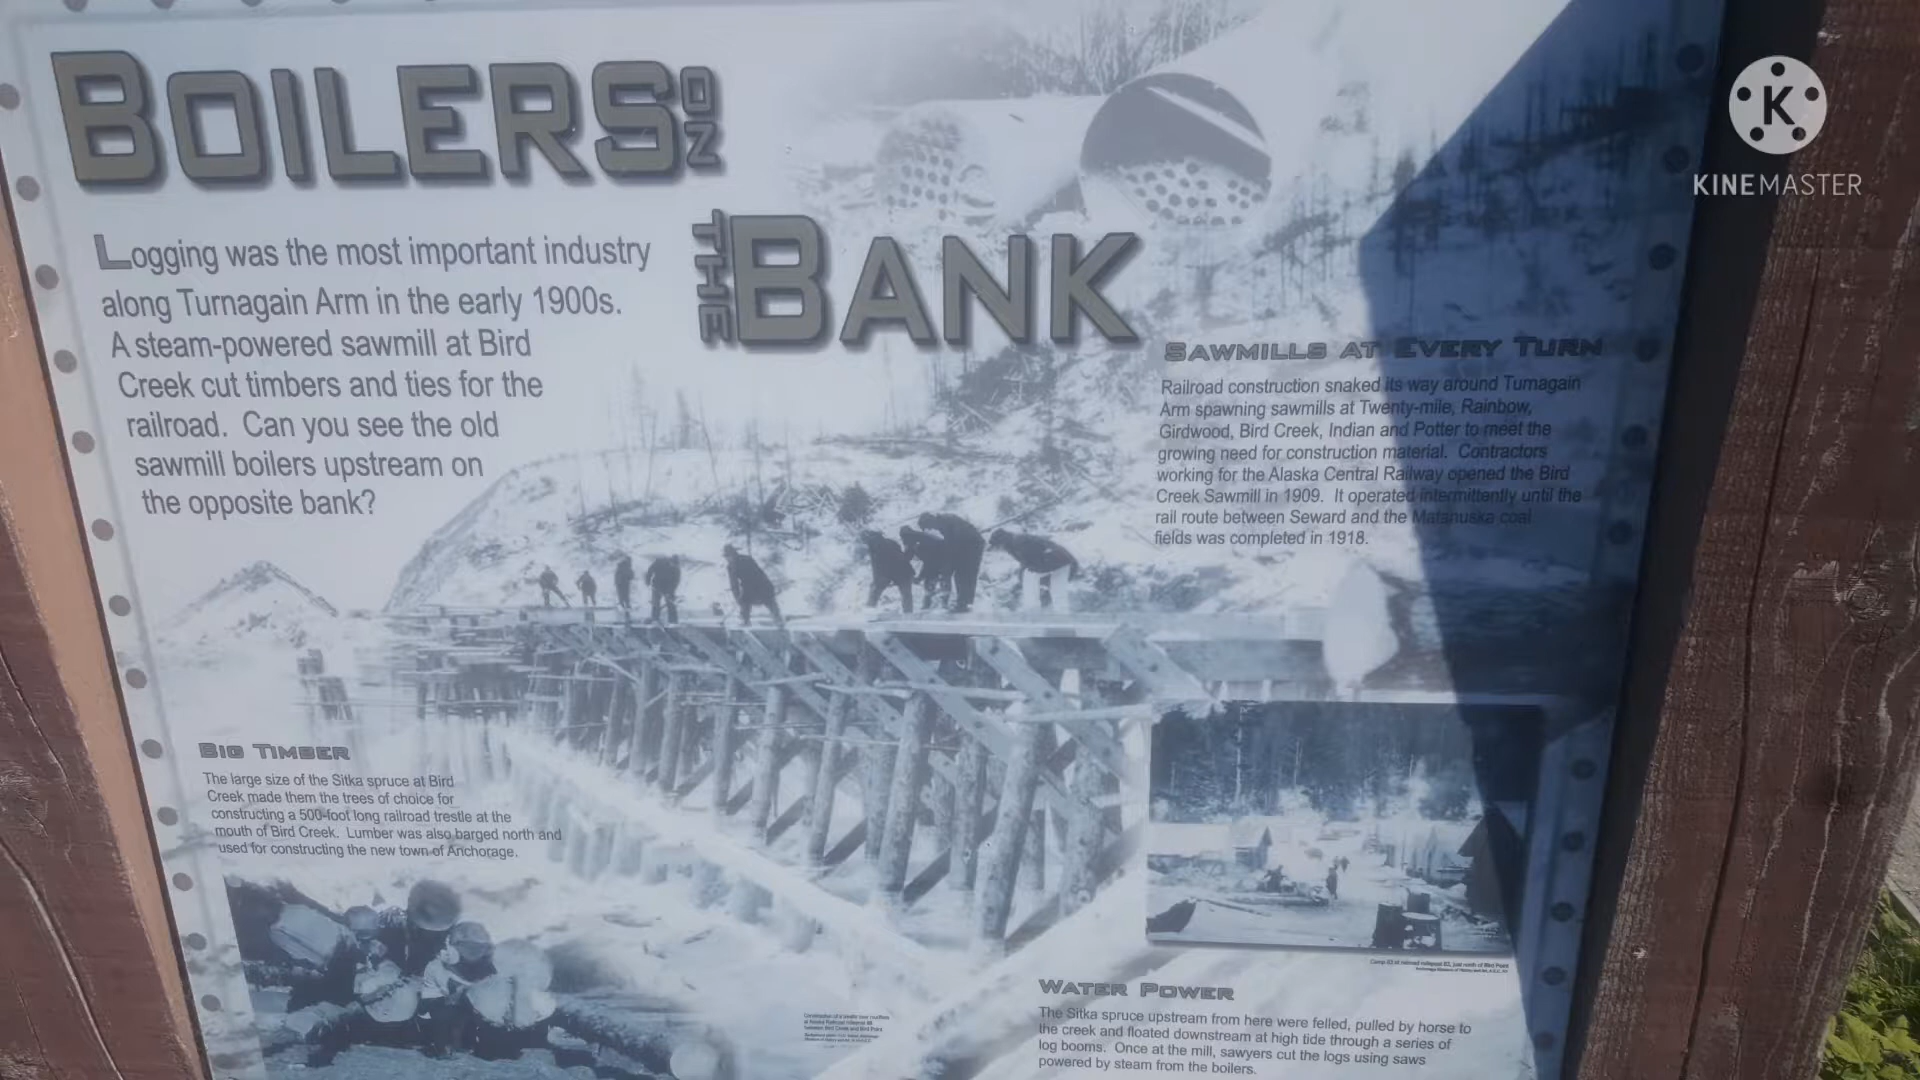 BOILERS ON
THE BANK
Logging was the most important industry
along Turnagain Arm in the early 1900s.
A steam-powered sawmill at Bird
Creek cut timbers and ties for the
railroad. Can you see the old
sawmill boilers upstream on
the opposite bank?
K
KINEMASTER
SAWMILLS AT EVERY TURN
Railroad construction snaked its way around Turnagain
Arm spawning sawmills at Twenty-mile, Rainbow,
Girdwood, Bird Creek, Indian and Potter to meet the
growing need for construction material. Contractors
working for the Alaska Central Railway opened the Bird
Creek Sawmill in 1909. It operated intermittently until the
rail route between Seward and the Matanuska coal
fields was completed in 1918.
BIG TIMBER
The large size of the Sitka spruce at Bird
Creek made them the trees of choice for
constructing a 500-foot long railroad trestle at the
mouth of Bird Creek. Lumber was also barged north and
used for constructing the new town of Anchorage.
WATER POWER
The Sitka spruce upstream from here were felled, pulled by horse to
the creek and floated downstream at high tide through a series of
log booms. Once at the mill, sawyers cut the logs using saws
powered by steam from the boilers.